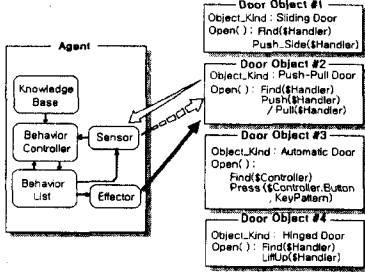 Agent
Knowledge
Base
Behavior
Controller
Sensor
Behavior
List
Effector
Door Object #1
Object_Kind : Sliding Door
Open( ) : Find($Handler)
Push_Side($Handler)
Door Object #2
Object_Kind : Push-Pull Door
Open( ) : Find($Handler)
Push($Handler)
/ Pull($Handler)
Door Object #3
Object_Kind : Automatic Door
Open( ) :
Find($Controller)
Press ($Controller.Button
, KeyPattern)
Door Object #4
Object_Kind : Hinged Door
Open( ) : Find($Handler)
LiftUp($Handler)